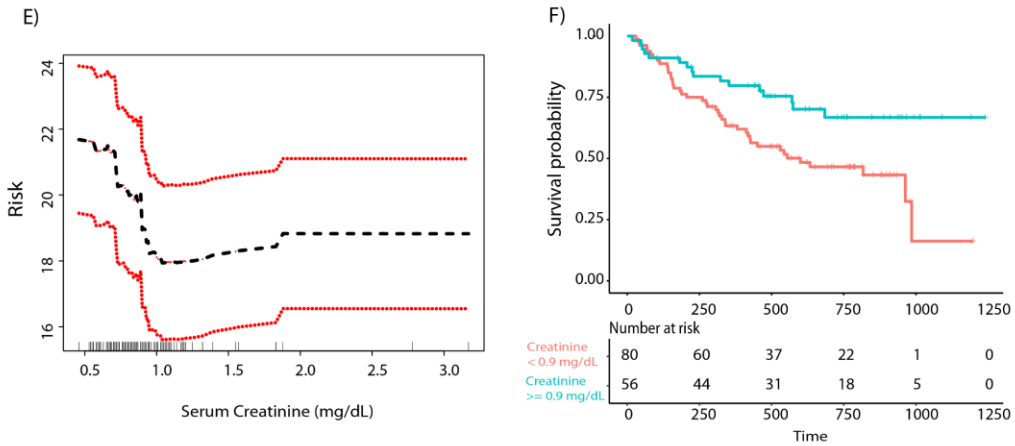 E)
24
22
20
18
16
Risk
0.5 1.0 1.5 2.0 2.5 3.0
Serum Creatinine (mg/dL)
F)
1.00
0.75
0.50
0.25
0.00
Survival probability
0 250 500 750 1000 1250
Number at risk
Creatinine
< 0.9 mg/dL
80 60 37 22 1 0
Creatinine
>= 0.9 mg/dL
56 44 31 18 5 0
0 250 500 750 1000 1250
Time